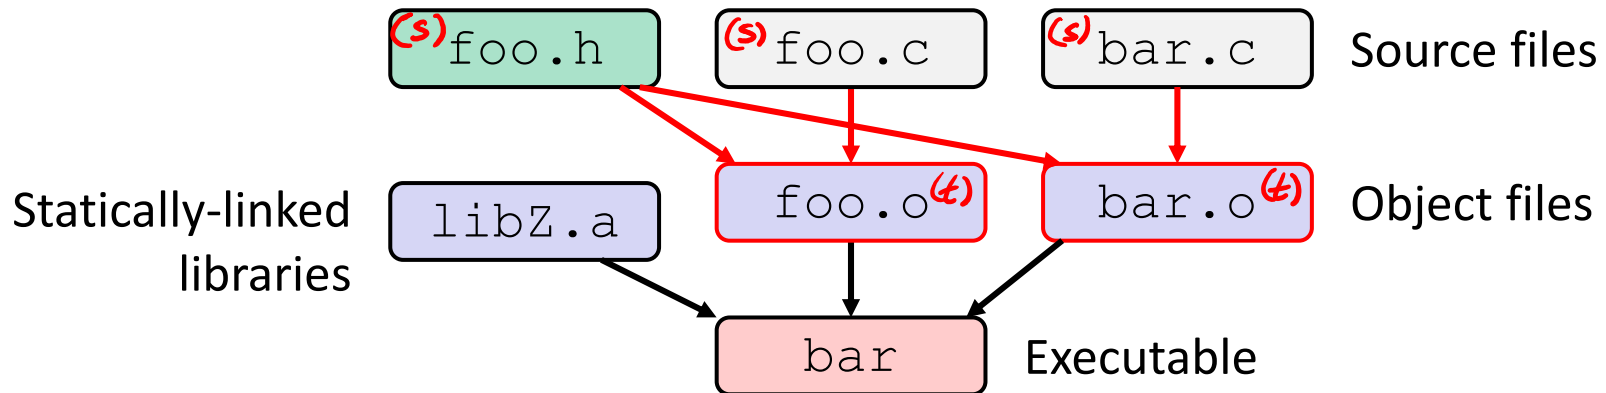 (s) foo.h (s) foo.c (s) bar.c Source files
Statically-linked libZ.a foo.o (t) bar.o (t) Object files
libraries
bar Executable